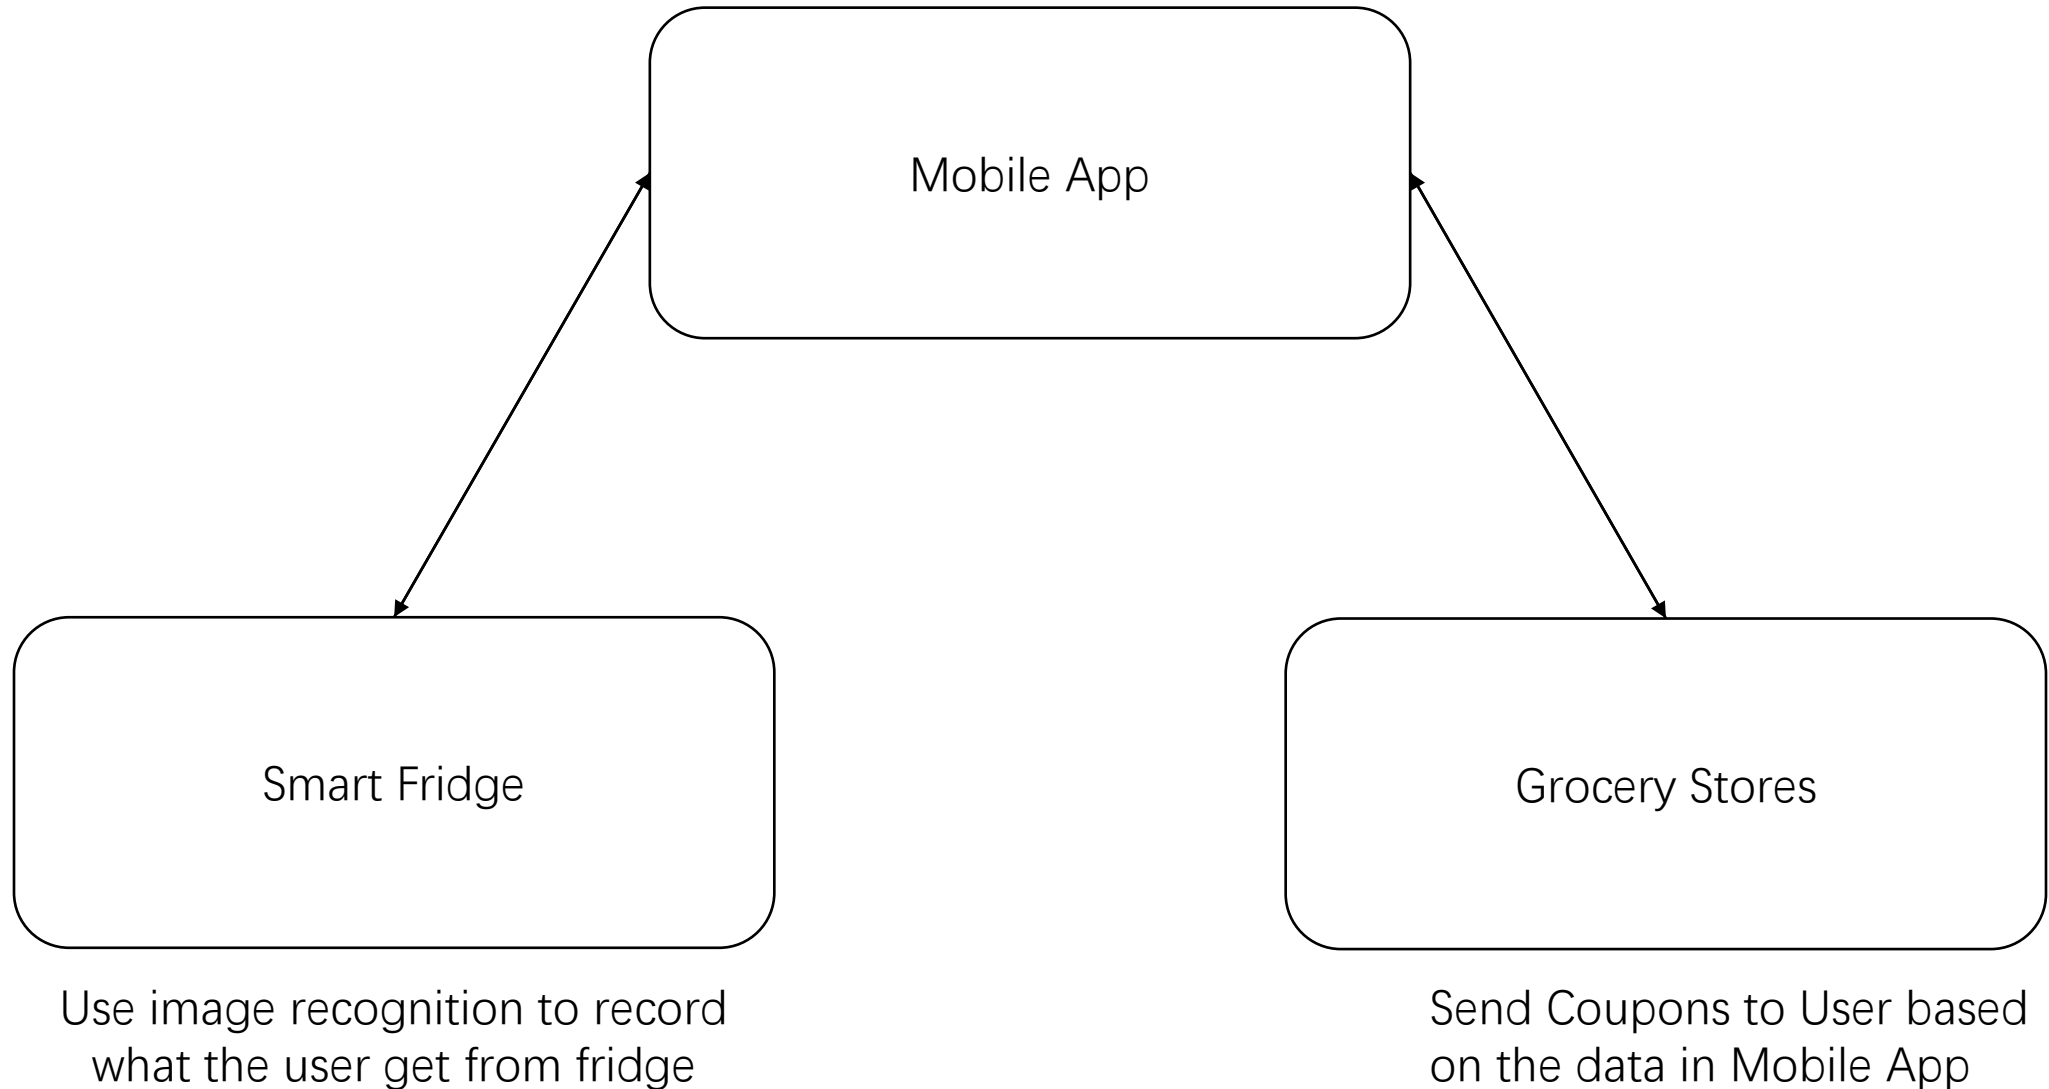 Mobile App
Smart Fridge
Grocery Stores
Use image recognition to record
what the user get from fridge
Send Coupons to User based
on the data in Mobile App